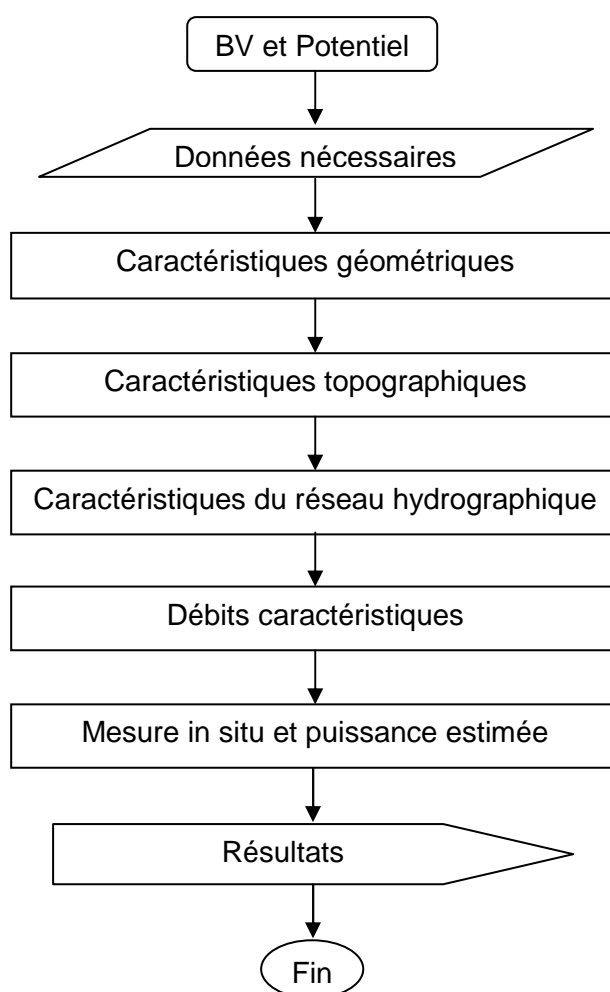 BV et Potentiel
Données nécessaires
Caractéristiques géométriques
Caractéristiques topographiques
Caractéristiques du réseau hydrographique
Débits caractéristiques
Mesure in situ et puissance estimée
Résultats
Fin